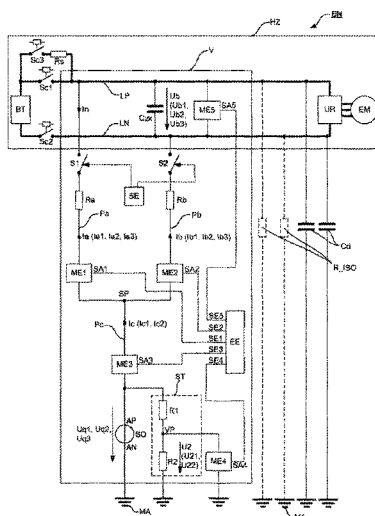 BN
HZ
V
Sc3
Rs
Sc1
LP
In
BT
Czx
Ub
(Ub1,
Ub2,
Ub3)
ME5
SA5
UR
EM
LN
Sc2
S1
S2
SE
Ra
Rb
Pa
Pb
Ia (Ia1, Ia2, Ia3)
Ib (Ib1, Ib2, Ib3)
Cti
R_ISO
ME1
SA1
ME2
SA2
SP
SE5
SE2
SE1
SE3
SE4
EE
Ic (Ic1, Ic2)
Pc
ME3
SA3
ST
R1
Uq1, Uq2,
Uq3
AP
SO
AN
VP
R2
U2
(U21,
U22)
ME4
SA4
MA